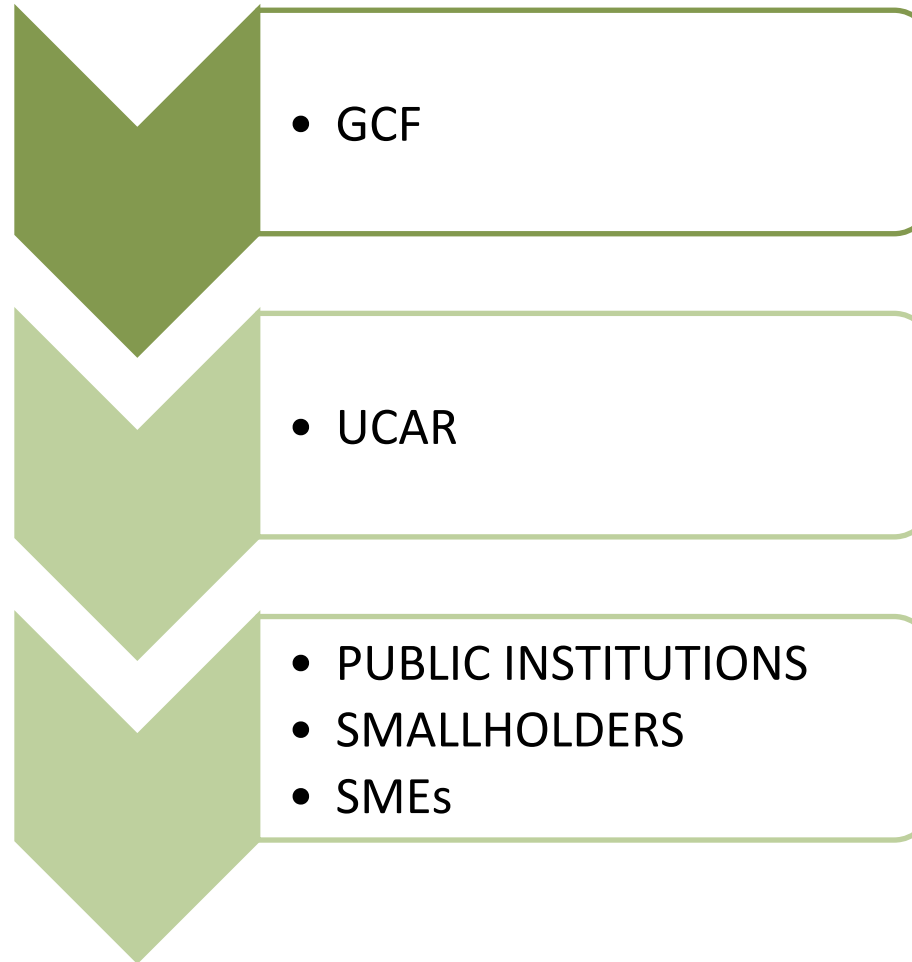 • GCF
• UCAR
• PUBLIC INSTITUTIONS
• SMALLHOLDERS
• SMEs